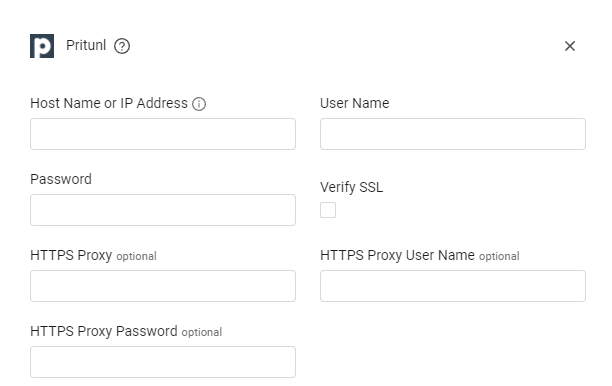 Pritunl
Host Name or IP Address
User Name
Password
Verify SSL
HTTPS Proxy optional
HTTPS Proxy User Name optional
HTTPS Proxy Password optional